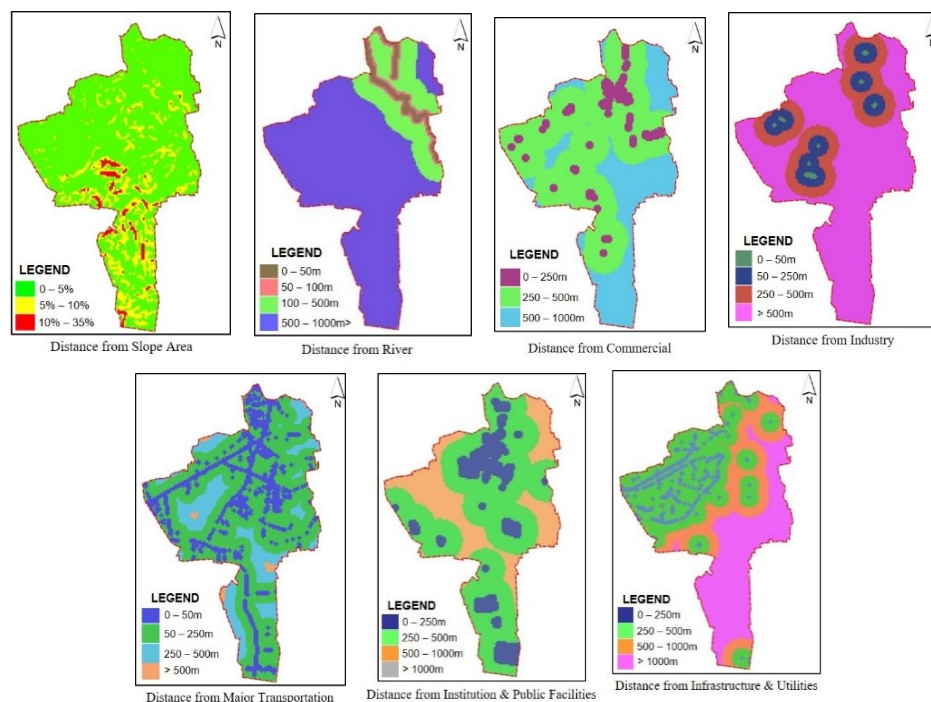 N
LEGEND
0 – 5%
5% – 10%
10% – 35%
Distance from Slope Area
N
LEGEND
0 – 50m
50 – 100m
100 – 500m
500 – 1000m>
Distance from River
N
LEGEND
0 – 250m
250 – 500m
500 – 1000m
Distance from Commercial
N
LEGEND
0 – 50m
50 – 250m
250 – 500m
> 500m
Distance from Industry
N
LEGEND
0 – 50m
50 – 250m
250 – 500m
> 500m
Distance from Major Transportation
N
LEGEND
0 – 250m
250 – 500m
500 – 1000m
> 1000m
Distance from Institution & Public Facilities
N
LEGEND
0 – 250m
250 – 500m
500 – 1000m
> 1000m
Distance from Infrastructure & Utilities